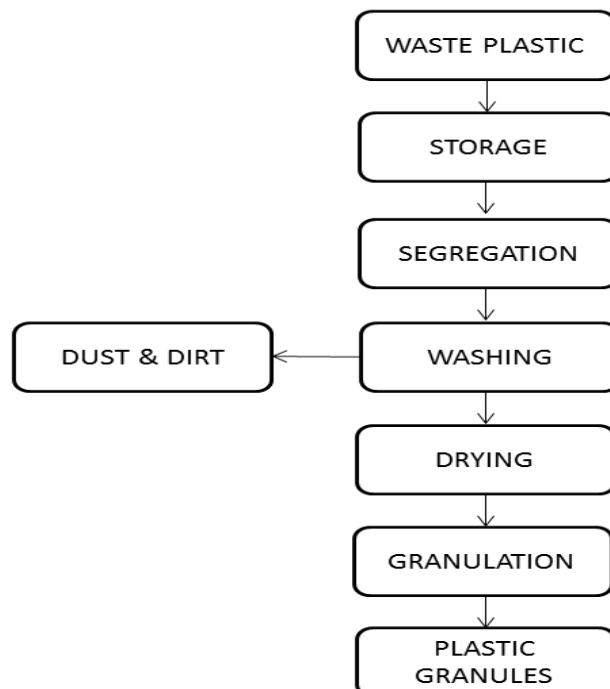 WASTE PLASTIC
STORAGE
SEGREGATION
DUST & DIRT
WASHING
DRYING
GRANULATION
PLASTIC
GRANULES